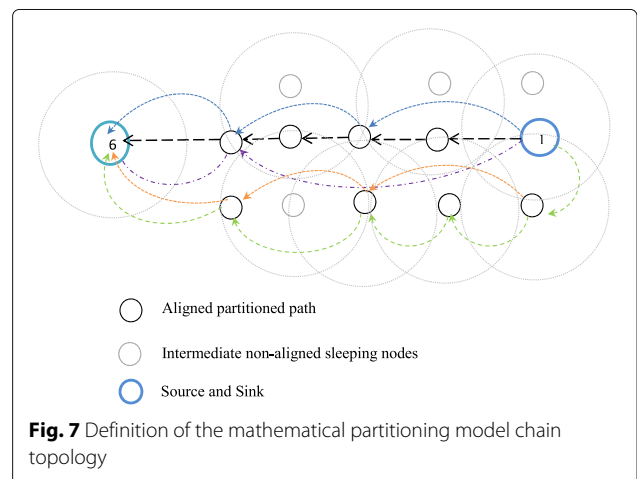 6
1
Aligned partitioned path
Intermediate non-aligned sleeping nodes
Source and Sink
Fig. 7 Definition of the mathematical partitioning model chain
topology